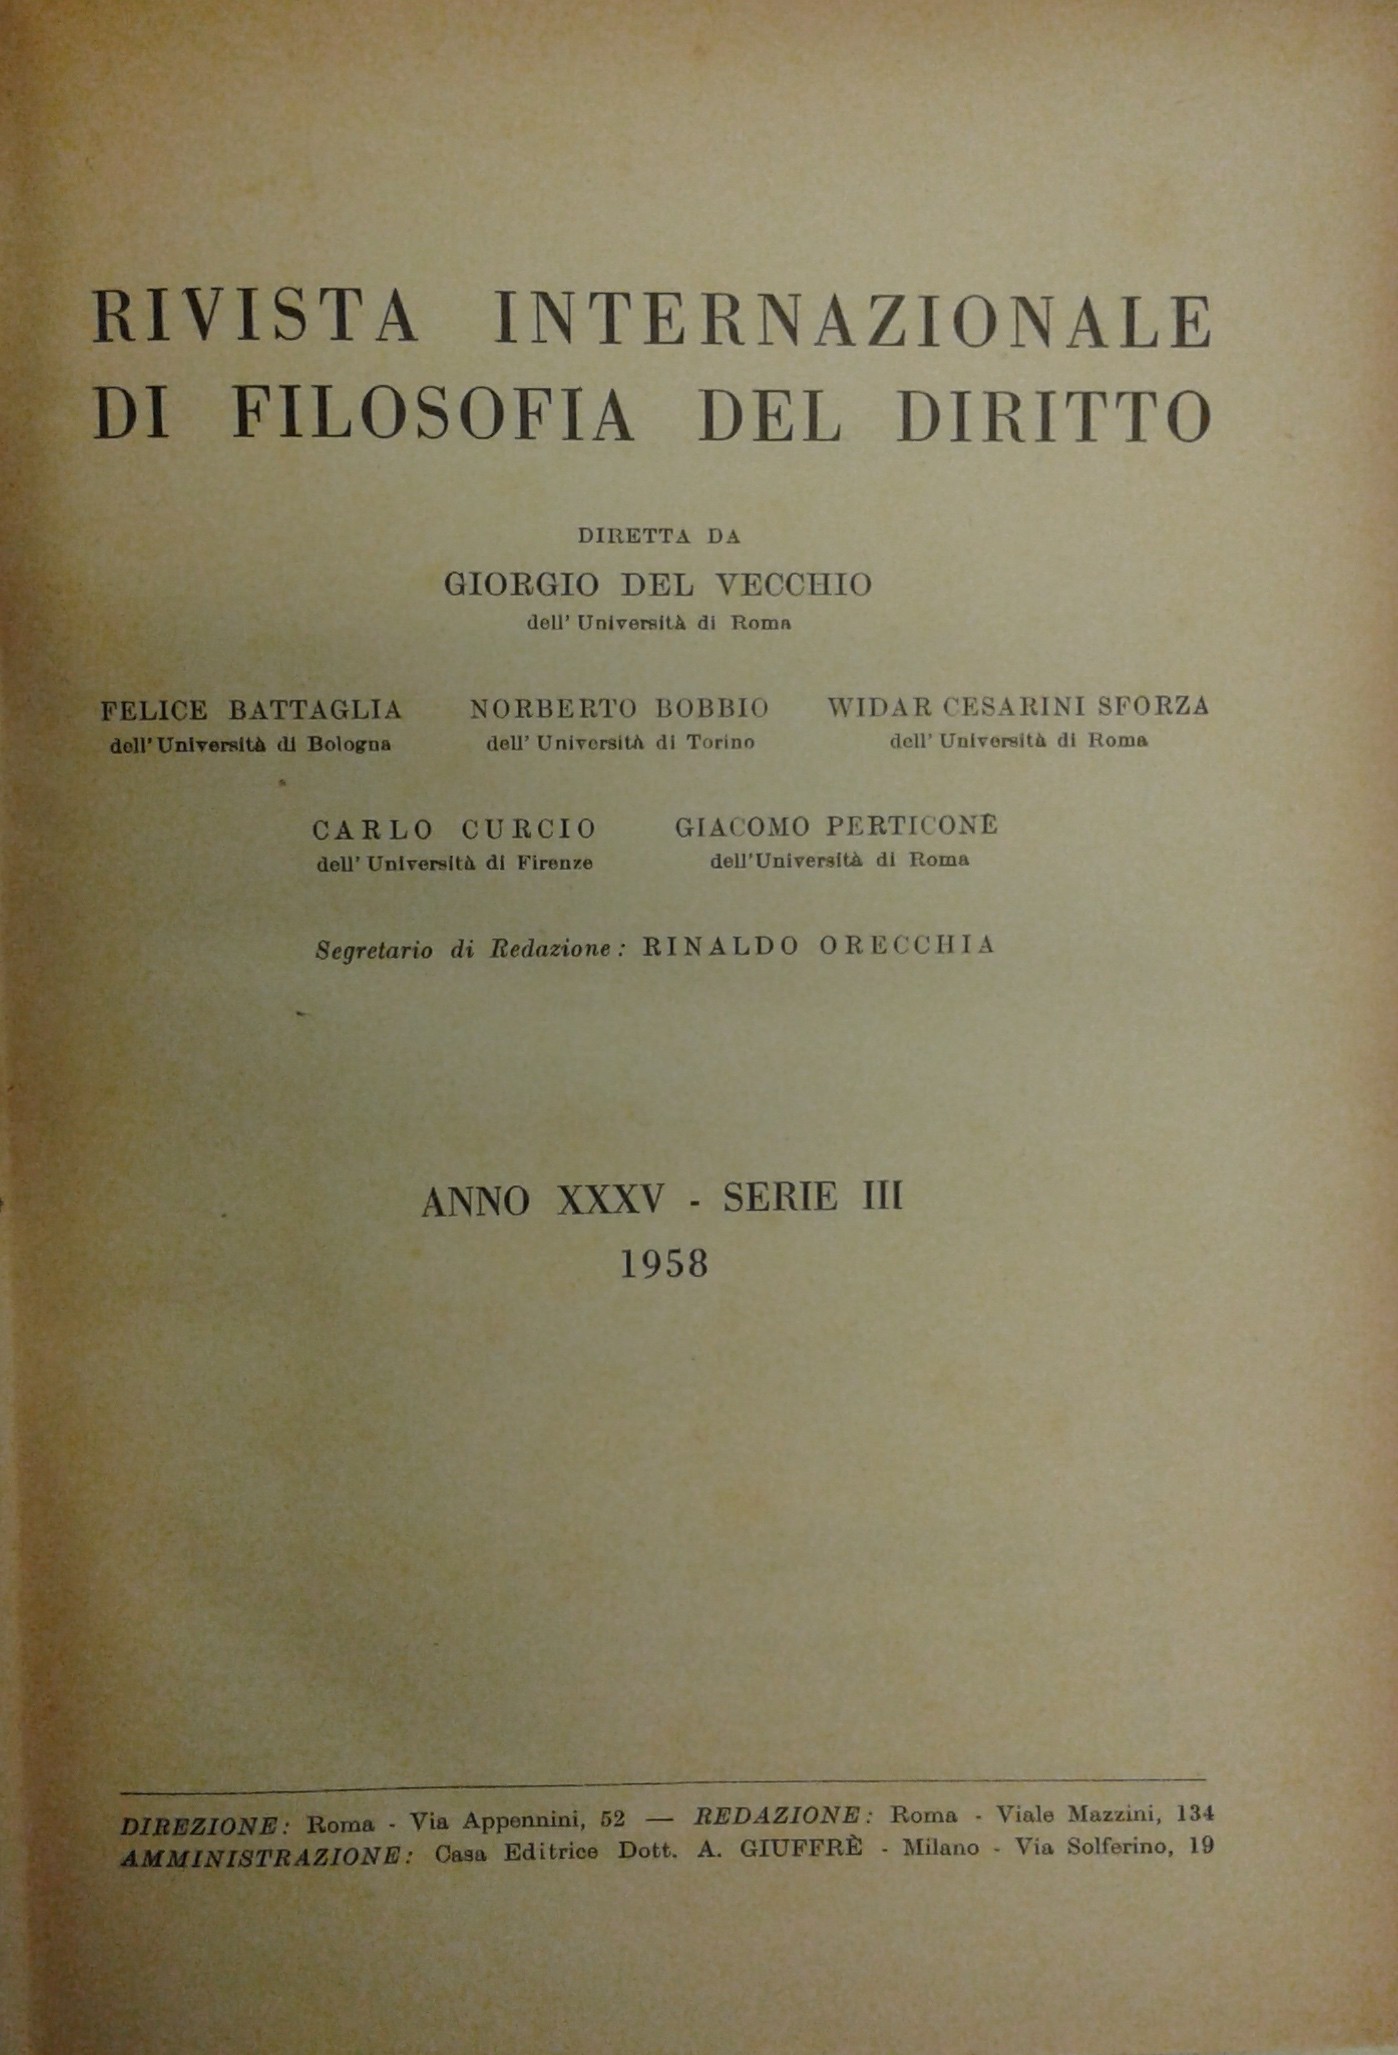 RIVISTA INTERNAZIONALE
DI FILOSOFIA DEL DIRITTO
DIRETTA DA
GIORGIO DEL VECCHIO
dell' Università di Roma
FELICE BATTAGLIA NORBERTO BOBBIO WIDAR CESARINI SFORZA
dell' Università di Bologna dell' Università di Torino dell' Università di Roma
CARLO CURCIO GIACOMO PERTICONE
dell' Università di Firenze dell'Università di Roma
Segretario di Redazione: RINALDO ORECCHIA
ANNO XXXV - SERIE III
1958
DIREZIONE: Roma - Via Appennini, 52 — REDAZIONE: Roma - Viale Mazzini, 134
AMMINISTRAZIONE: Casa Editrice Dott. A. GIUFFRÈ - Milano - Via Solferino, 19